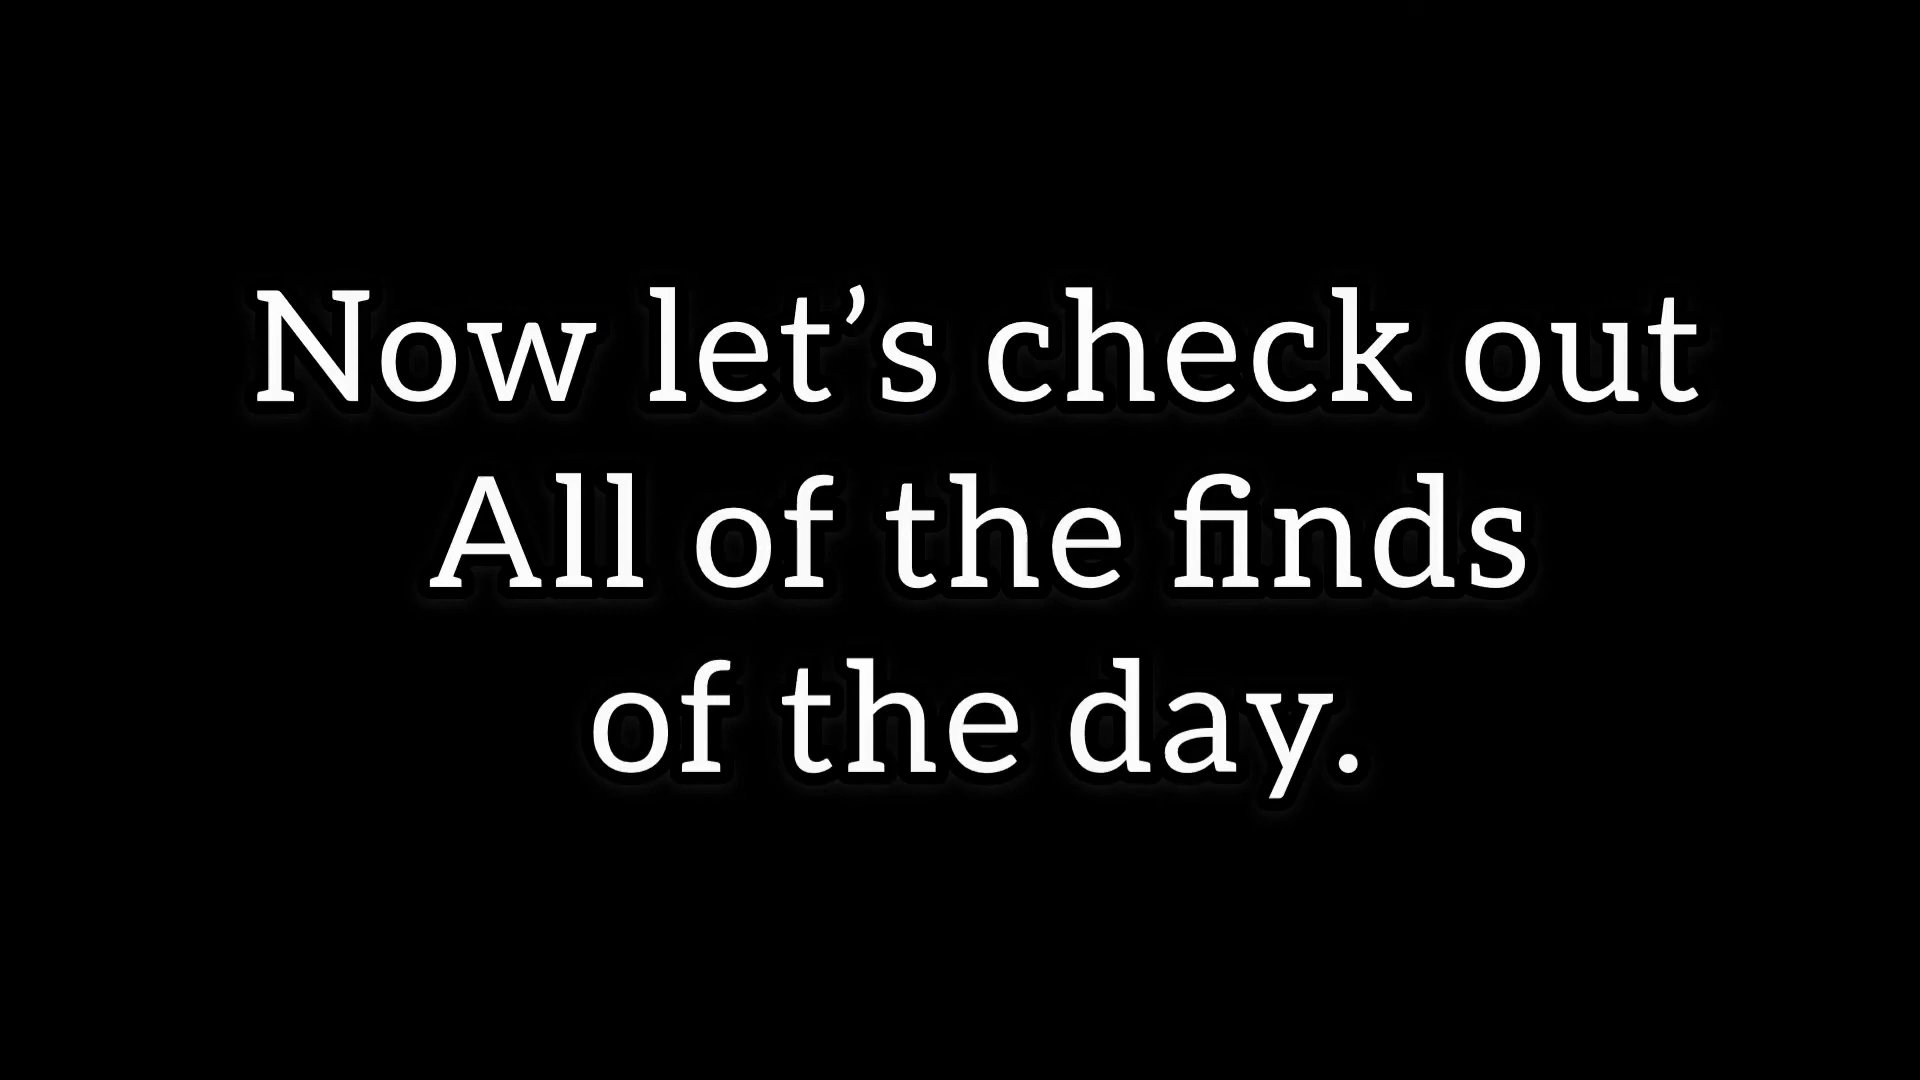 Now let’s check out
All of the finds
of the day.